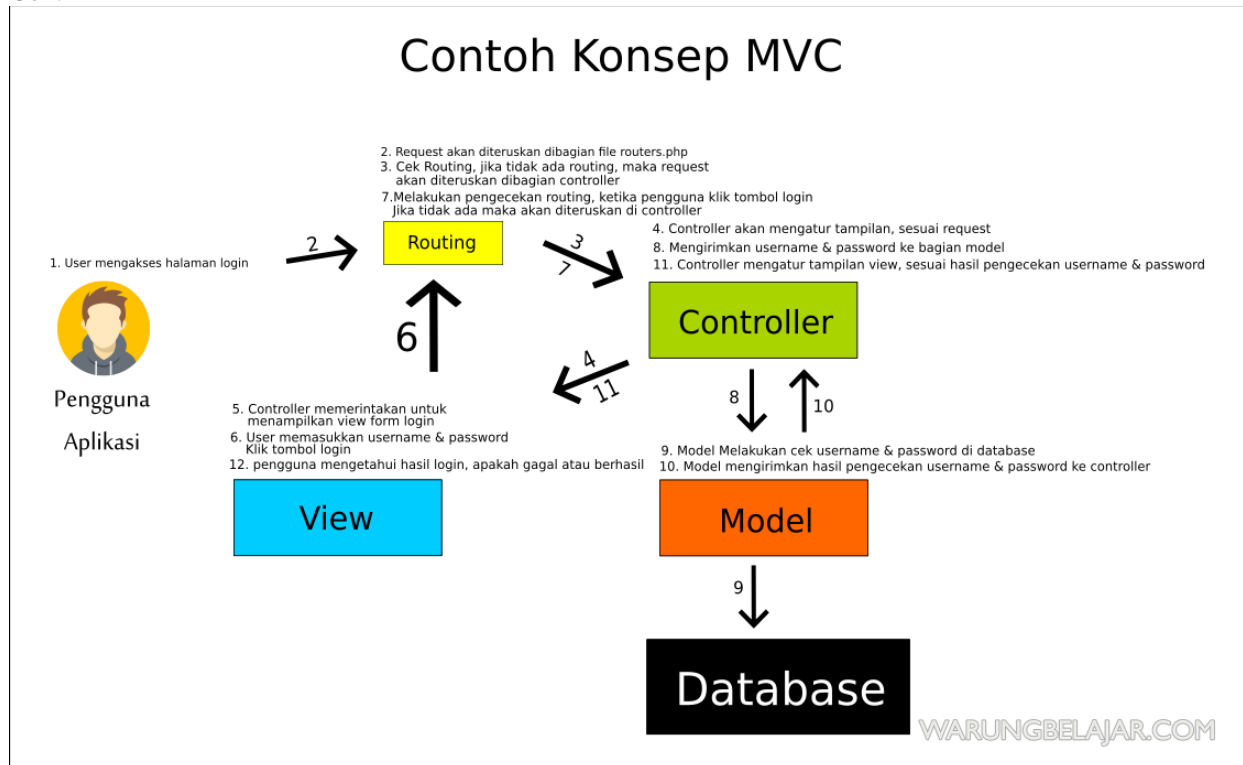 Contoh Konsep MVC
2. Request akan diteruskan dibagian file routers.php
3. Cek Routing, jika tidak ada routing, maka request
akan diteruskan dibagian controller
7.Melakukan pengecekan routing, ketika pengguna klik tombol login
Jika tidak ada maka akan diteruskan di controller
Routing
1. User mengakses halaman login
2
3
7
4. Controller akan mengatur tampilan, sesuai request
8. Mengirimkan username & password ke bagian model
11. Controller mengatur tampilan view, sesuai hasil pengecekan username & password
Controller
6
4
11
Pengguna
Aplikasi
8
10
5. Controller memerintakan untuk
menampilkan view form login
6. User memasukkan username & password
Klik tombol login
12. pengguna mengetahui hasil login, apakah gagal atau berhasil
View
9. Model Melakukan cek username & password di database
10. Model mengirimkan hasil pengecekan username & password ke controller
Model
9
Database
WARUNGBELAJAR.COM